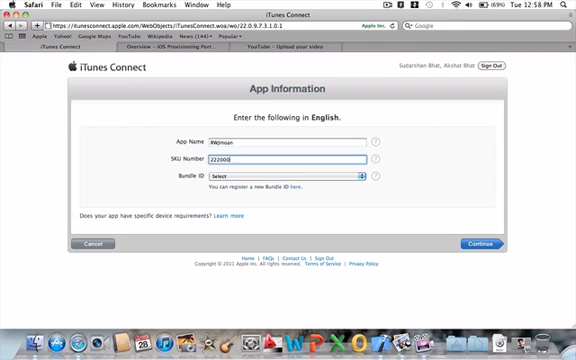 Safari File Edit View History Bookmarks Window Help Tue 12:58 PM
iTunes Connect
https://itunesconnect.apple.com/WebObjects/iTunesConnect.woa/wo/22.0.9.7.3.1.0.1 Apple Inc. Google
Apple Yahoo! Google Maps YouTube Wikipedia News (144) Popular
iTunes Connect Overview - iOS Provisioning Port... YouTube - Upload your video
iTunes Connect Sudarshan Bhat, Akshat Bhat Sign Out
App Information
Enter the following in English.
App Name
SKU Number 222000
Bundle ID Select
You can register a new Bundle ID here.
Does your app have specific device requirements? Learn more
Cancel Continue
Home FAQs Contact Us Sign Out
Copyright © 2011 Apple Inc. All rights reserved. Terms of Service Privacy Policy
28